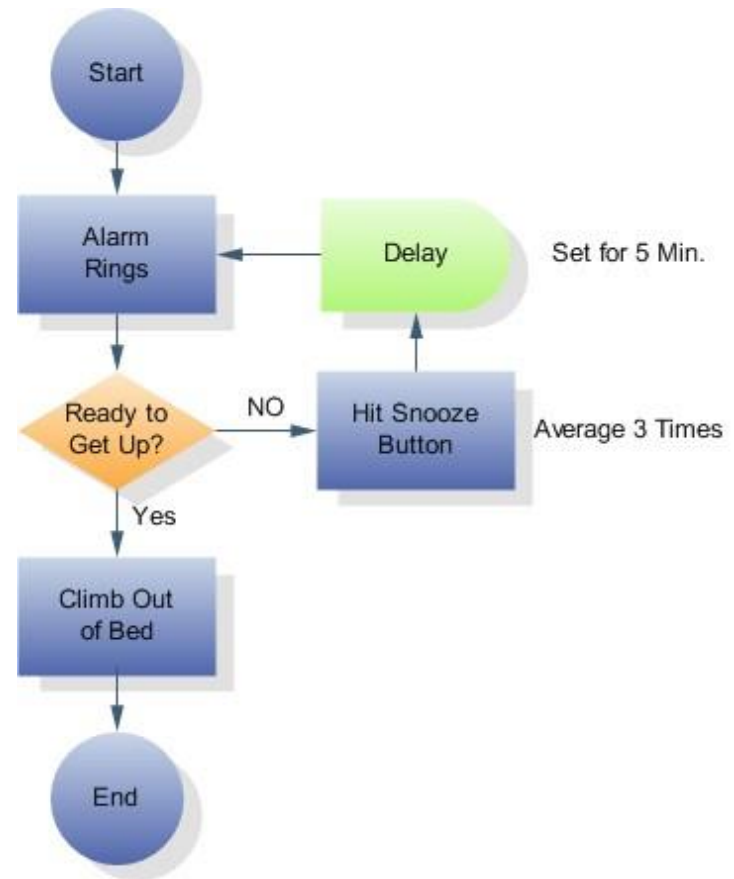 Start
Alarm
Rings
Delay
Set for 5 Min.
Ready to
Get Up?
NO
Hit Snooze
Button
Average 3 Times
Yes
Climb Out
of Bed
End